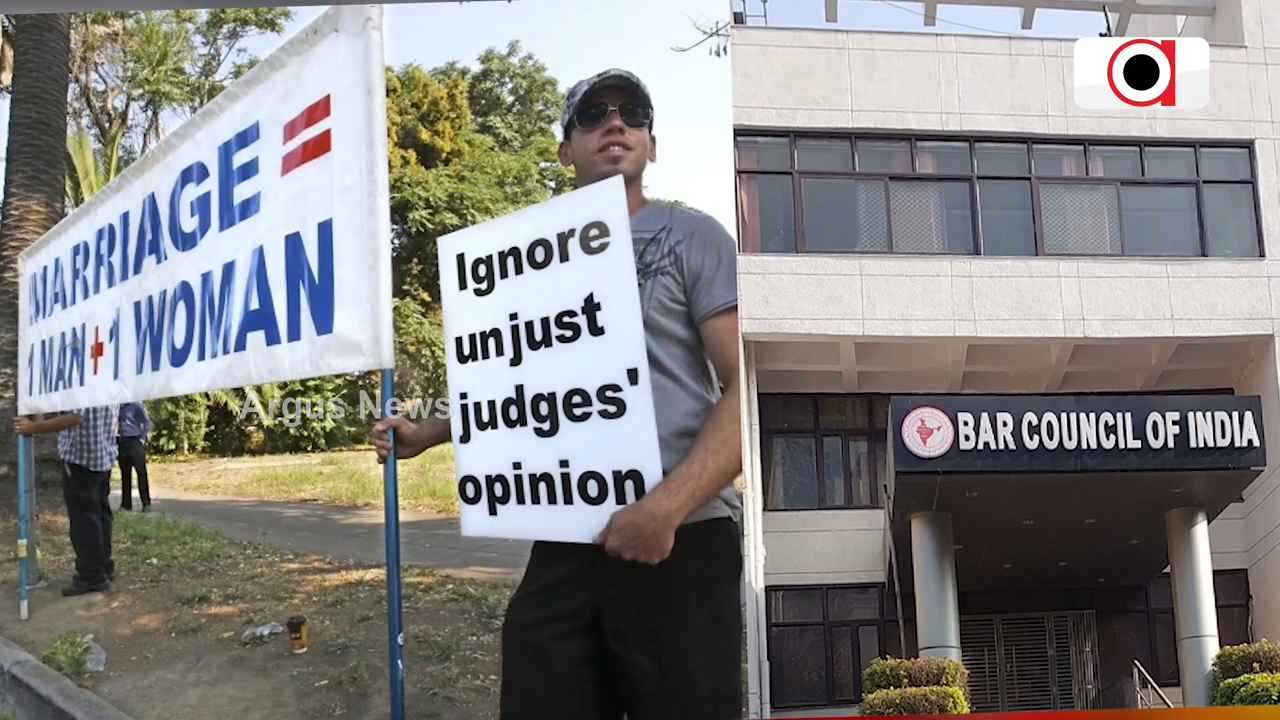 MARRIAGE =
1 MAN + 1 WOMAN
Ignore
unjust
judges'
opinion
Argus News
BAR COUNCIL OF INDIA